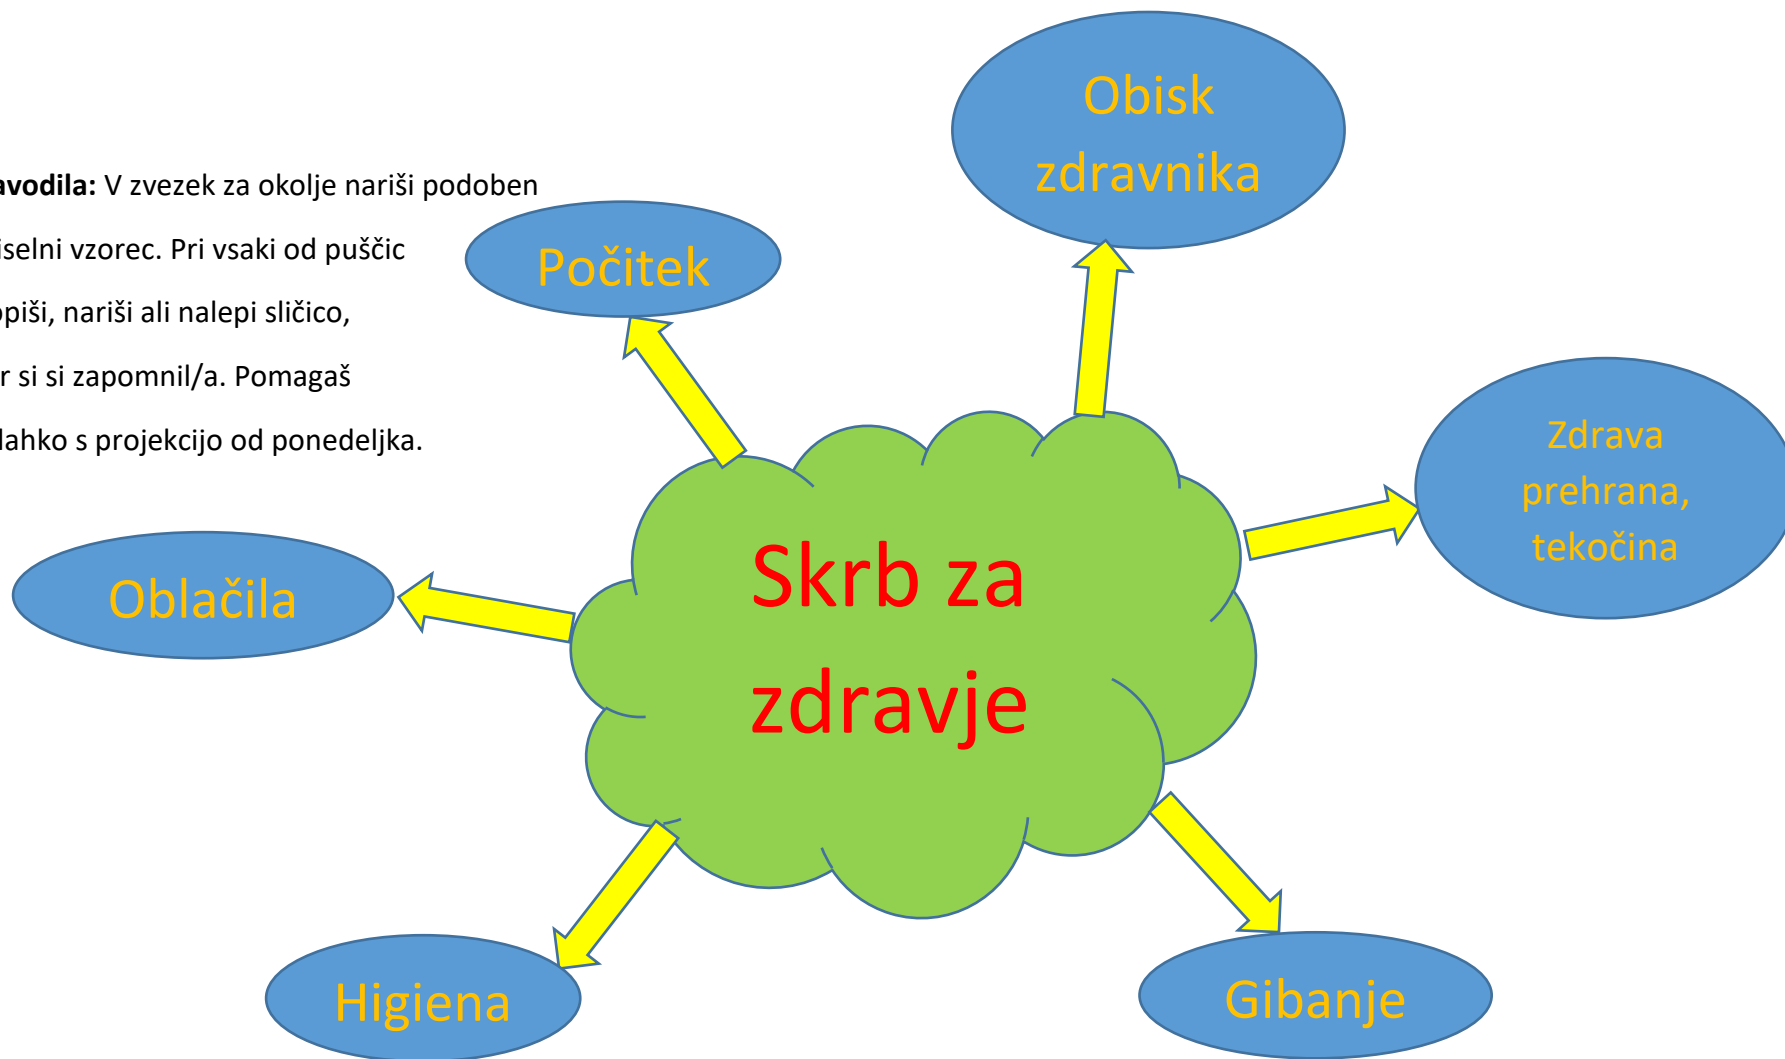 avodila: V zvezek za okolje nariši podoben
iselni vzorec. Pri vsaki od puščic
opiši, nariši ali nalepi sličico,
r si si zapomnil/a. Pomagaš
lahko s projekcijo od ponedeljka.
Obisk
zdravnika
Počitek
Zdrava
prehrana,
tekočina
Oblačila
Skrb za
zdravje
Higiena
Gibanje